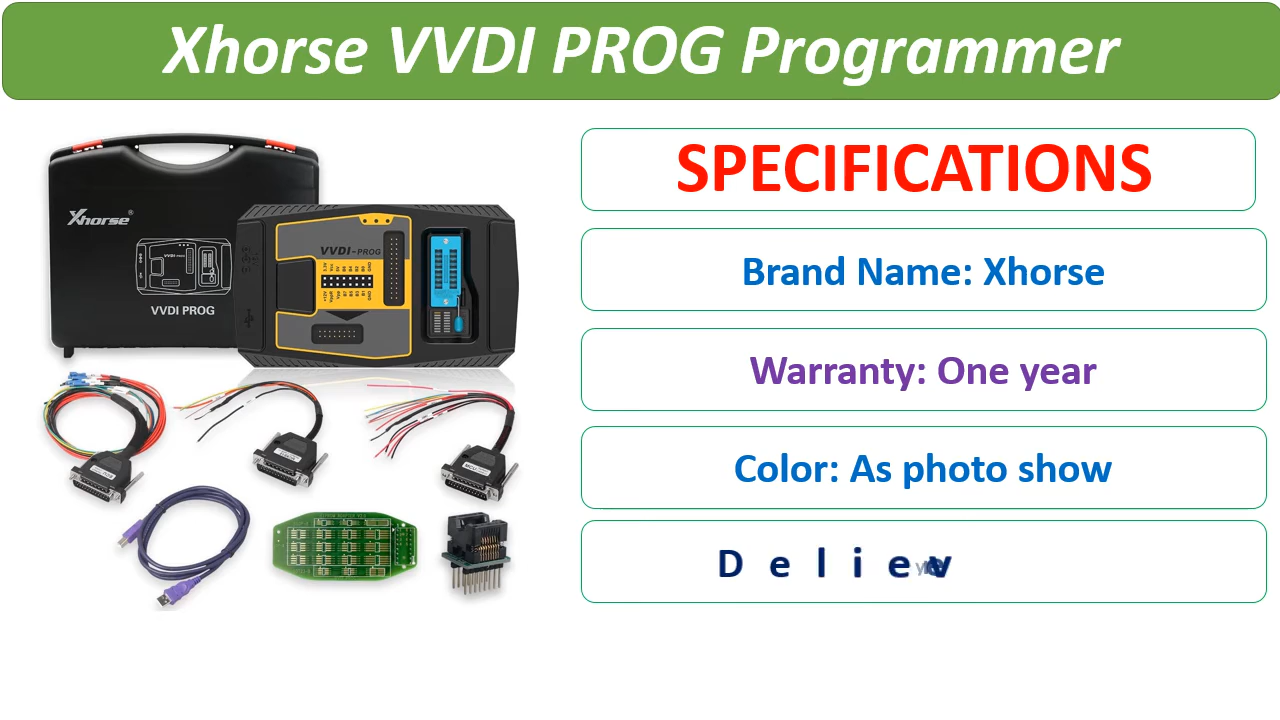 Xhorse VVDI PROG Programmer
SPECIFICATIONS
Brand Name: Xhorse
Warranty: One year
Color: As photo show
Xhorse
VVDI PROG
VVDI-PROG